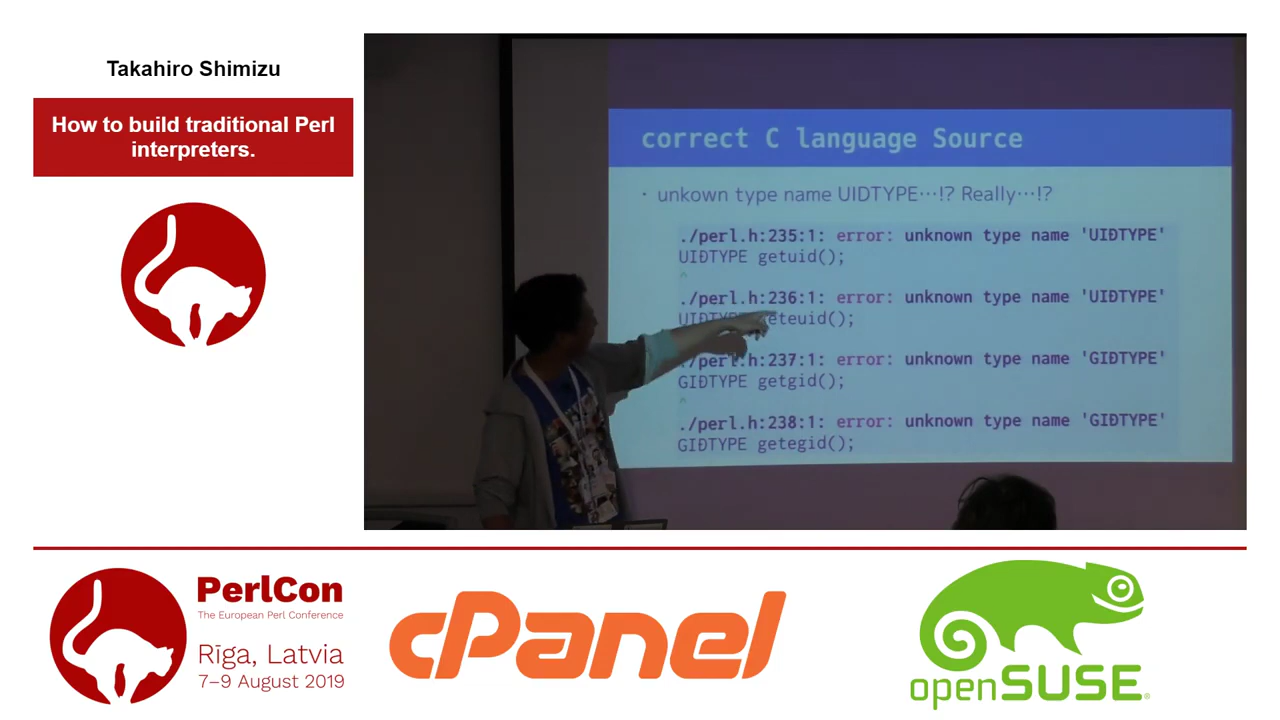 Takahiro Shimizu
How to build traditional Perl
interpreters.
correct C language Source
・ unkown type name UIDTYPE…!? Really…!?
./perl.h:235:1: error: unknown type name 'UIDTYPE'
UIDTYPE getuid();
^
./perl.h:236:1: error: unknown type name 'UIDTYPE'
UIDTYPE geteuid();
./perl.h:237:1: error: unknown type name 'GIDTYPE'
GIDTYPE getgid();
^
./perl.h:238:1: error: unknown type name 'GIDTYPE'
GIDTYPE getegid();
PerlCon
The European Perl Conference
Rīga, Latvia
7–9 August 2019
cPanel
openSUSE